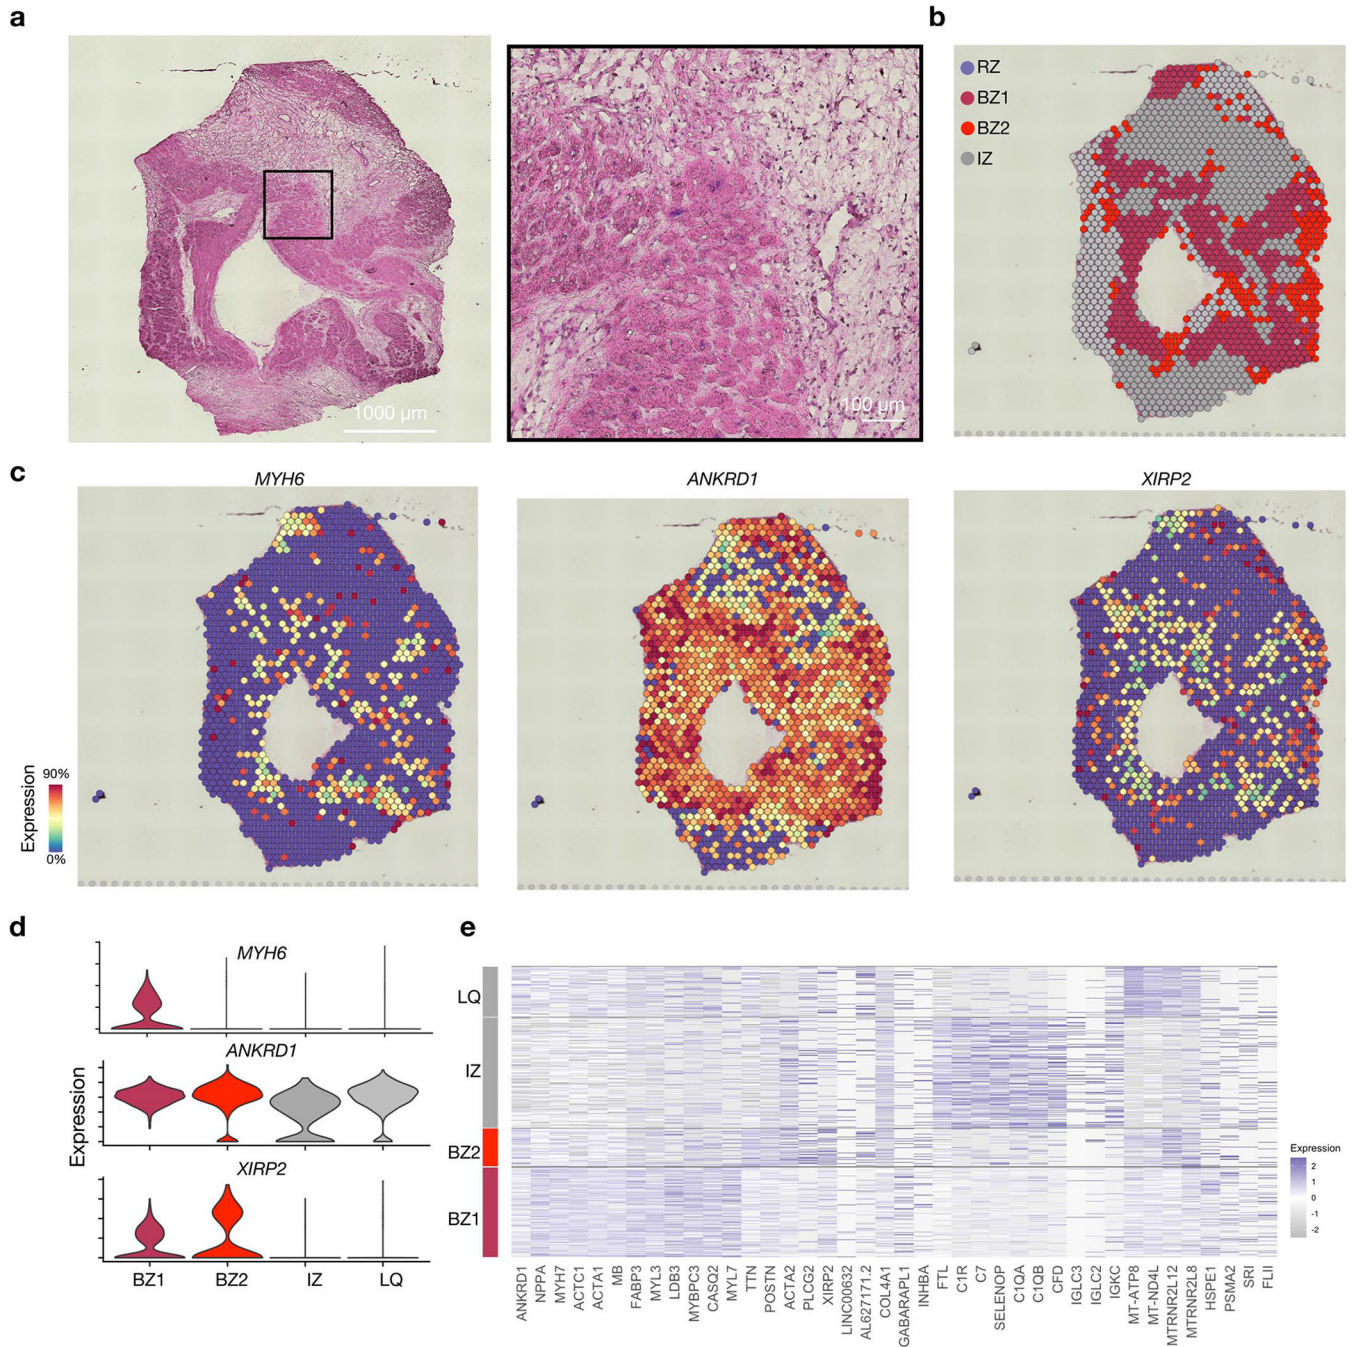 a
1000 µm
100 µm
b
RZ
BZ1
BZ2
IZ
c
MYH6
ANKRD1
XIRP2
Expression
90%
0%
d
MYH6
ANKRD1
XIRP2
Expression
BZ1
BZ2
IZ
LQ
e
LQ
IZ
BZ2
BZ1
Expression
2
1
0
-1
-2
ANKRD1
NPPA
MYH7
ACTC1
ACTA1
MB
FABP3
MYL3
LDB3
MYBPC3
CASQ2
MYL7
TTN
POSTN
ACTA2
PLCG2
XIRP2
LINC00632
AL627171.2
COL4A1
GABARAPL1
INHBA
FTL
C1R
C7
SELENOP
C1QA
C1QB
CFD
IGLC3
IGLC2
IGKC
MT-ATP8
MT-ND4L
MTRNR2L12
MTRNR2L8
HSPE1
PSMA2
SRI
FLII